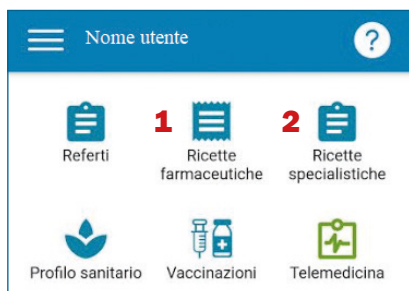 Nome utente ?
1 2
Referti Ricette farmaceutiche Ricette specialistiche
Profilo sanitario Vaccinazioni Telemedicina